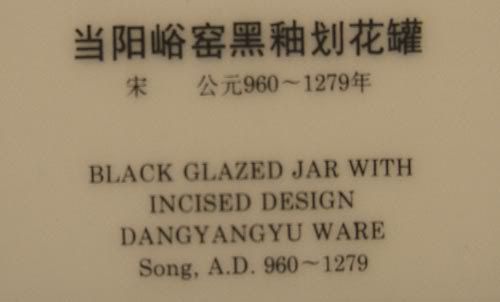 当阳峪窑黑釉划花罐
宋 公元960～1279年
BLACK GLAZED JAR WITH
INCISED DESIGN
DANGYANGYU WARE
Song, A.D. 960～1279